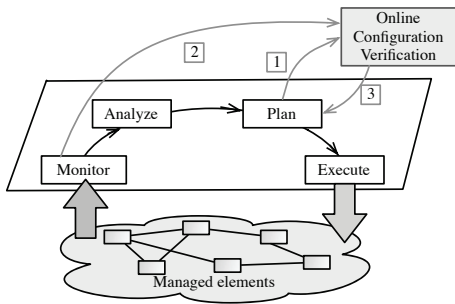 Online
Configuration
Verification
2
1
3
Analyze
Plan
Monitor
Execute
Managed elements